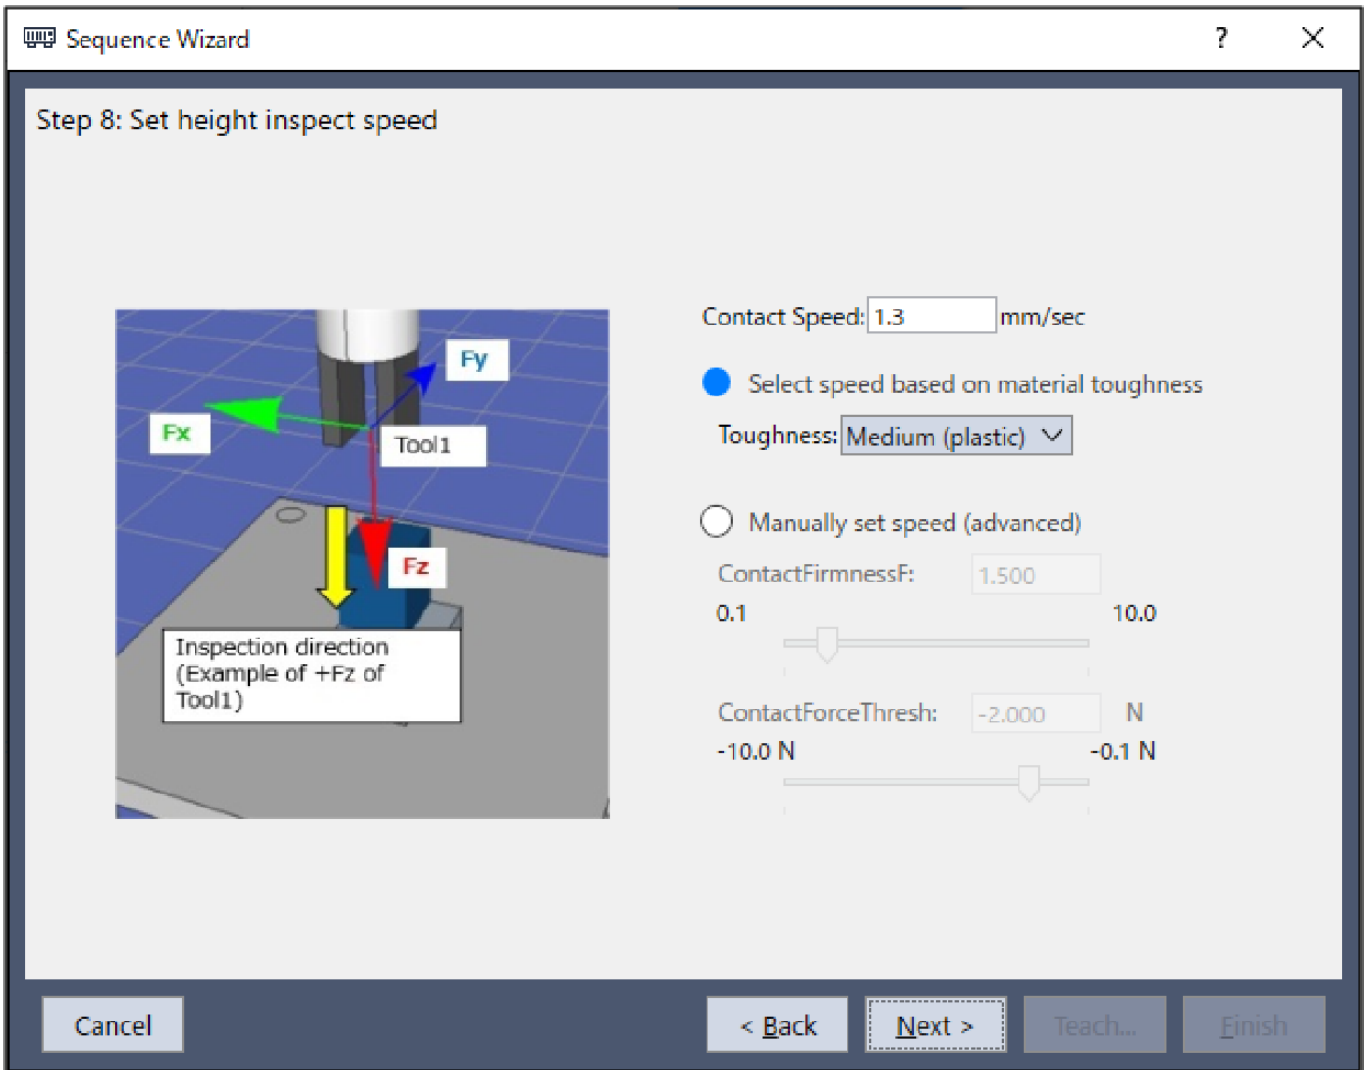 Sequence Wizard
?
Step 8: Set height inspect speed
Fy
Fx
Tool1
Fz
Inspection direction
(Example of +Fz of
Tool1)
Contact Speed: 1.3 mm/sec
Select speed based on material toughness
Toughness: Medium (plastic)
Manually set speed (advanced)
ContactFirmnessF: 1.500
0.1 10.0
ContactForceThresh: -2.000 N
-10.0 N -0.1 N
Cancel < Back Next > Teach... Finish